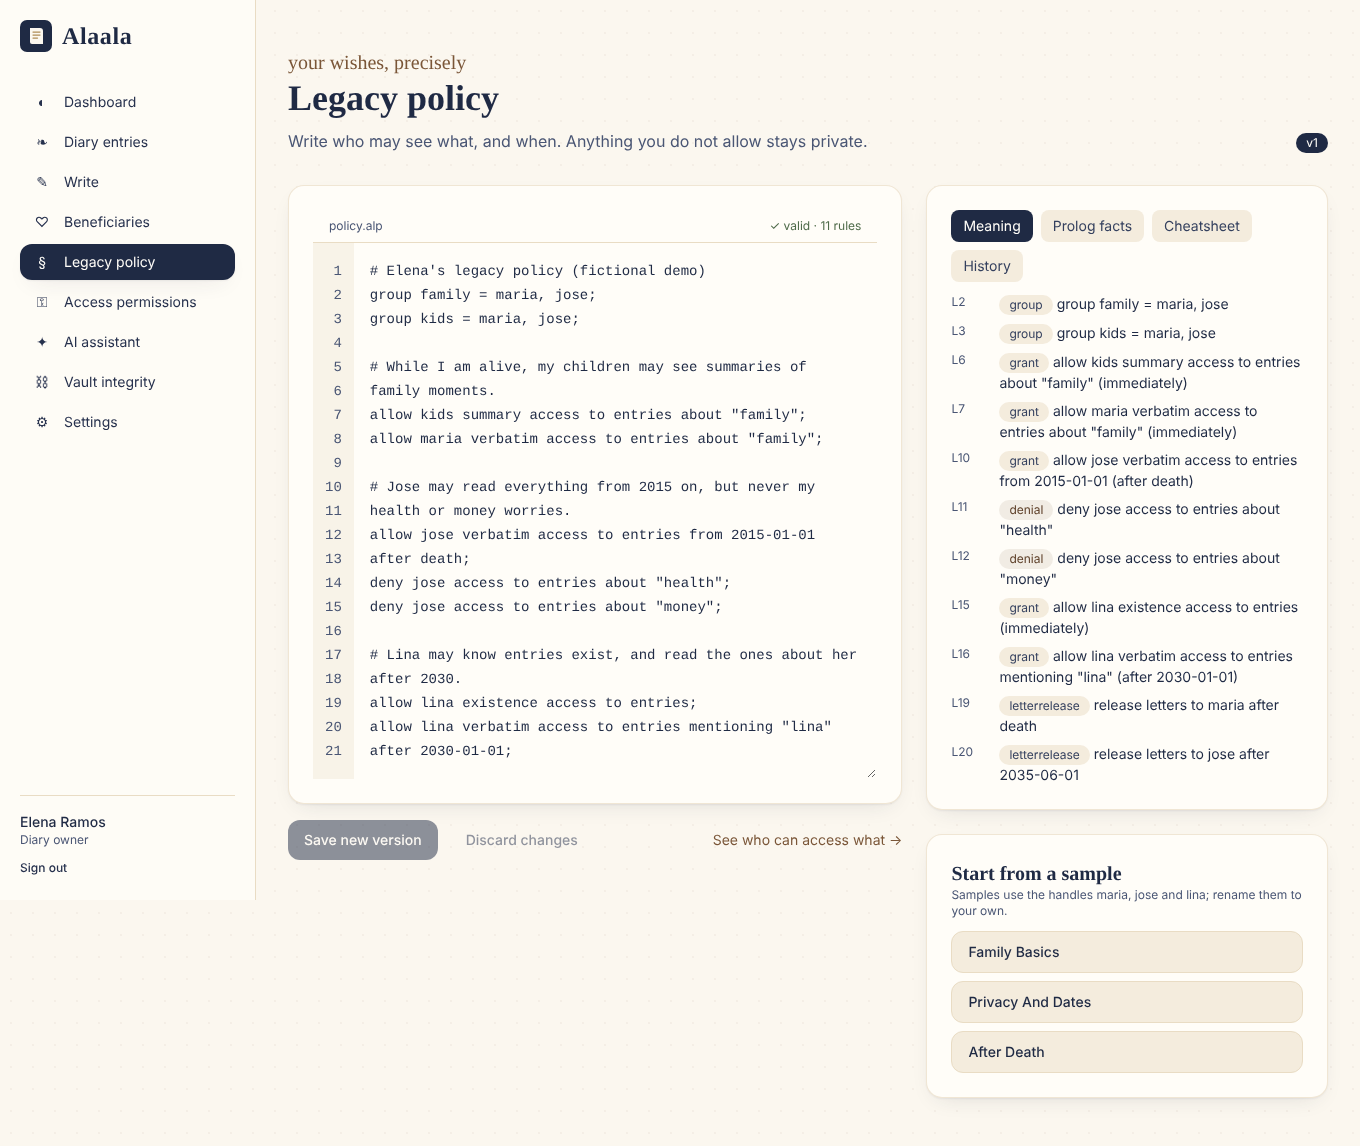 Alaala
Dashboard
Diary entries
Write
Beneficiaries
§ Legacy policy
Access permissions
AI assistant
Vault integrity
Settings
Elena Ramos
Diary owner
Sign out
your wishes, precisely
Legacy policy
Write who may see what, and when. Anything you do not allow stays private.
v1
policy.alp
✓ valid · 11 rules
1 # Elena's legacy policy (fictional demo)
2 group family = maria, jose;
3 group kids = maria, jose;
4
5 # While I am alive, my children may see summaries of
6 family moments.
7 allow kids summary access to entries about "family";
8 allow maria verbatim access to entries about "family";
9
10 # Jose may read everything from 2015 on, but never my
11 health or money worries.
12 allow jose verbatim access to entries from 2015-01-01
13 after death;
14 deny jose access to entries about "health";
15 deny jose access to entries about "money";
16
17 # Lina may know entries exist, and read the ones about her
18 after 2030.
19 allow lina existence access to entries;
20 allow lina verbatim access to entries mentioning "lina"
21 after 2030-01-01;
Save new version
Discard changes
See who can access what →
Meaning
Prolog facts
Cheatsheet
History
L2 group group family = maria, jose
L3 group group kids = maria, jose
L6 grant allow kids summary access to entries
about "family" (immediately)
L7 grant allow maria verbatim access to
entries about "family" (immediately)
L10 grant allow jose verbatim access to entries
from 2015-01-01 (after death)
L11 denial deny jose access to entries about
"health"
L12 denial deny jose access to entries about
"money"
L15 grant allow lina existence access to entries
(immediately)
L16 grant allow lina verbatim access to entries
mentioning "lina" (after 2030-01-01)
L19 letterrelease release letters to maria after
death
L20 letterrelease release letters to jose after
2035-06-01
Start from a sample
Samples use the handles maria, jose and lina; rename them to
your own.
Family Basics
Privacy And Dates
After Death